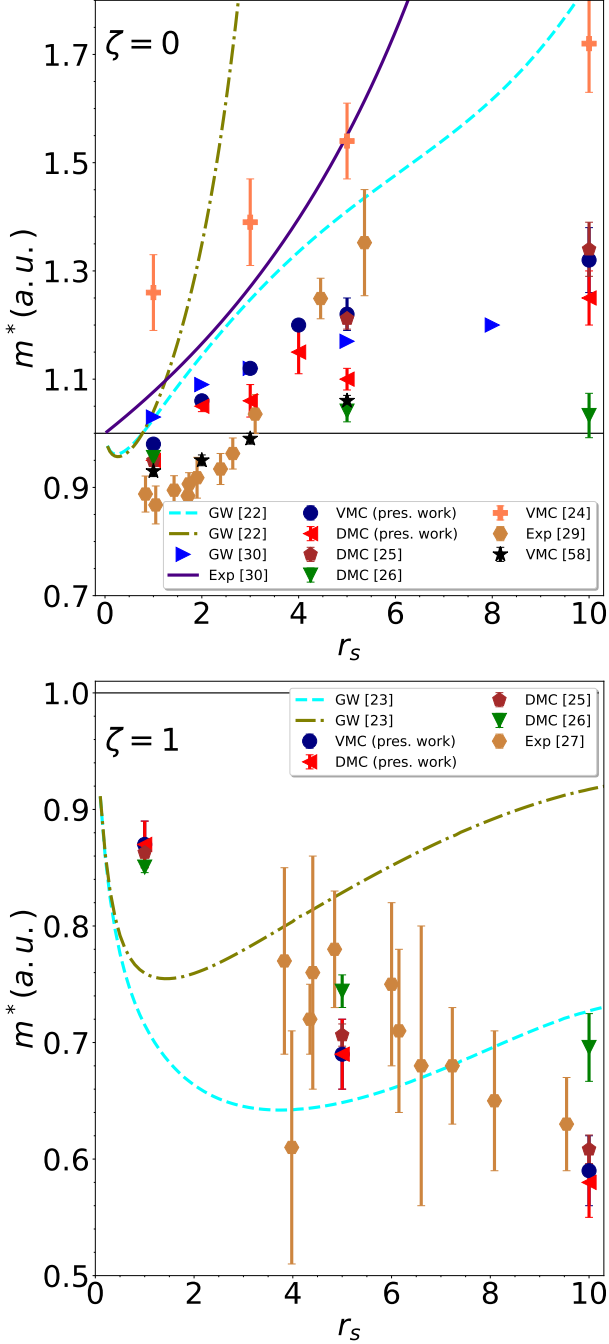 1.7
1.5
1.3
1.1
0.9
0.7
m*(a.u.)
ζ = 0
GW [22]
GW [22]
GW [30]
Exp [30]
VMC (pres. work)
DMC (pres. work)
DMC [25]
DMC [26]
VMC [24]
Exp [29]
VMC [58]
0 2 4 6 8 10
r_s
1.0
0.9
0.8
0.7
0.6
0.5
m*(a.u.)
ζ = 1
GW [23]
GW [23]
VMC (pres. work)
DMC (pres. work)
DMC [25]
DMC [26]
Exp [27]
0 2 4 6 8 10
r_s